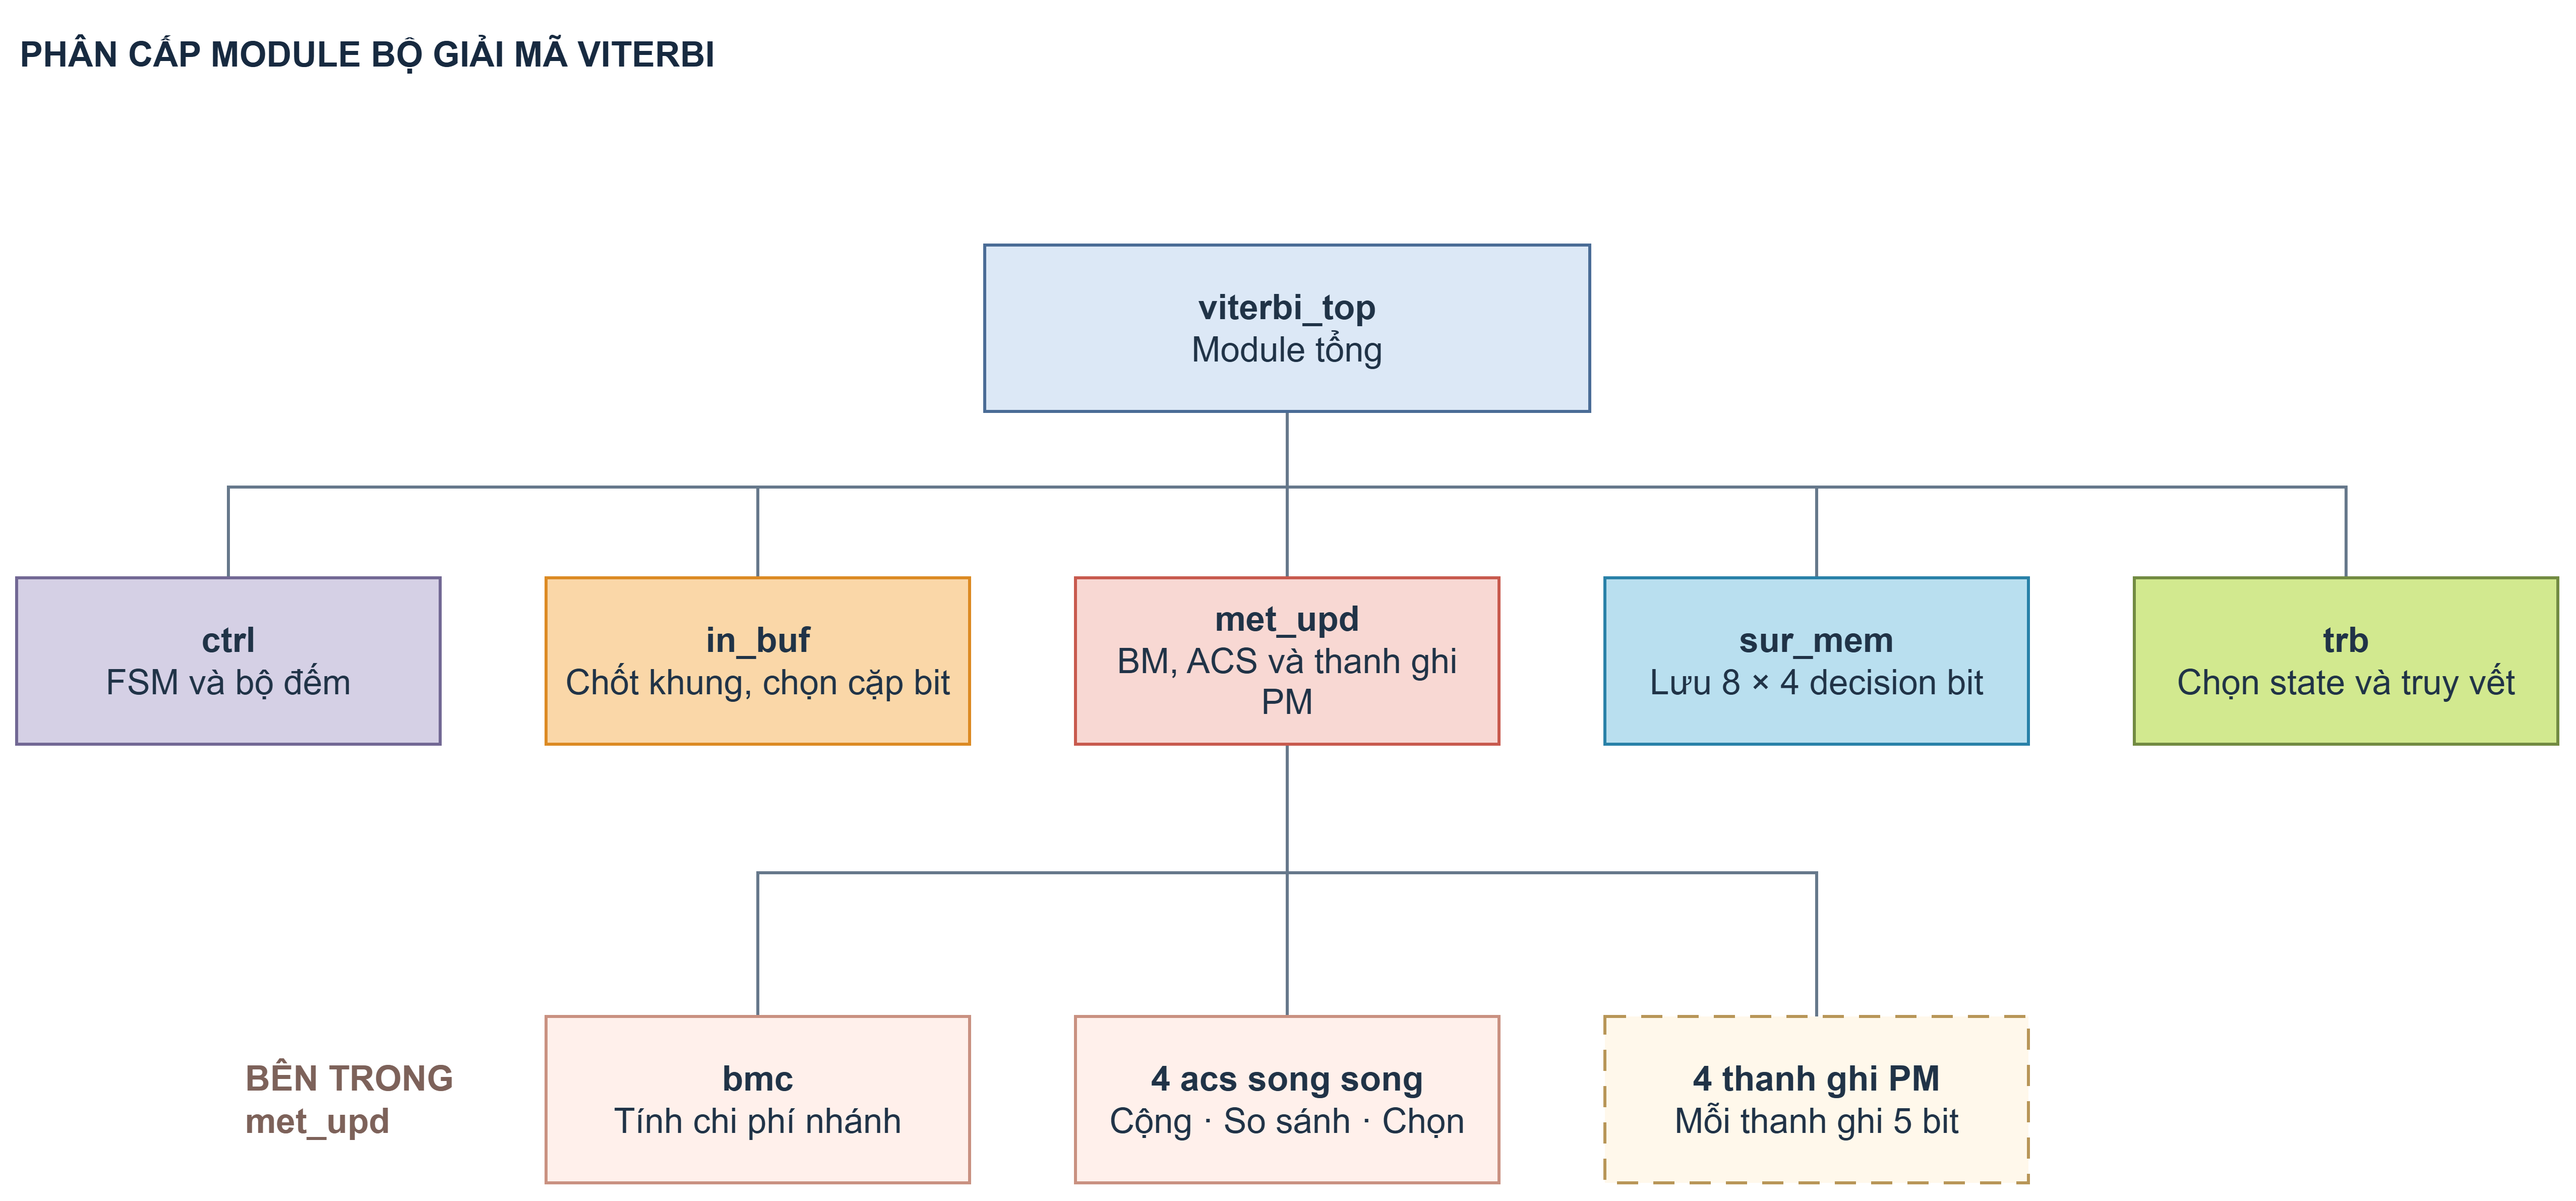 PHÂN CẤP MODULE BỘ GIẢI MÃ VITERBI
viterbi_top
Module tổng
ctrl
FSM và bộ đếm
in_buf
Chốt khung, chọn cặp bit
met_upd
BM, ACS và thanh ghi
PM
sur_mem
Lưu 8 × 4 decision bit
trb
Chọn state và truy vết
BÊN TRONG
met_upd
bmc
Tính chi phí nhánh
4 acs song song
Cộng · So sánh · Chọn
4 thanh ghi PM
Mỗi thanh ghi 5 bit